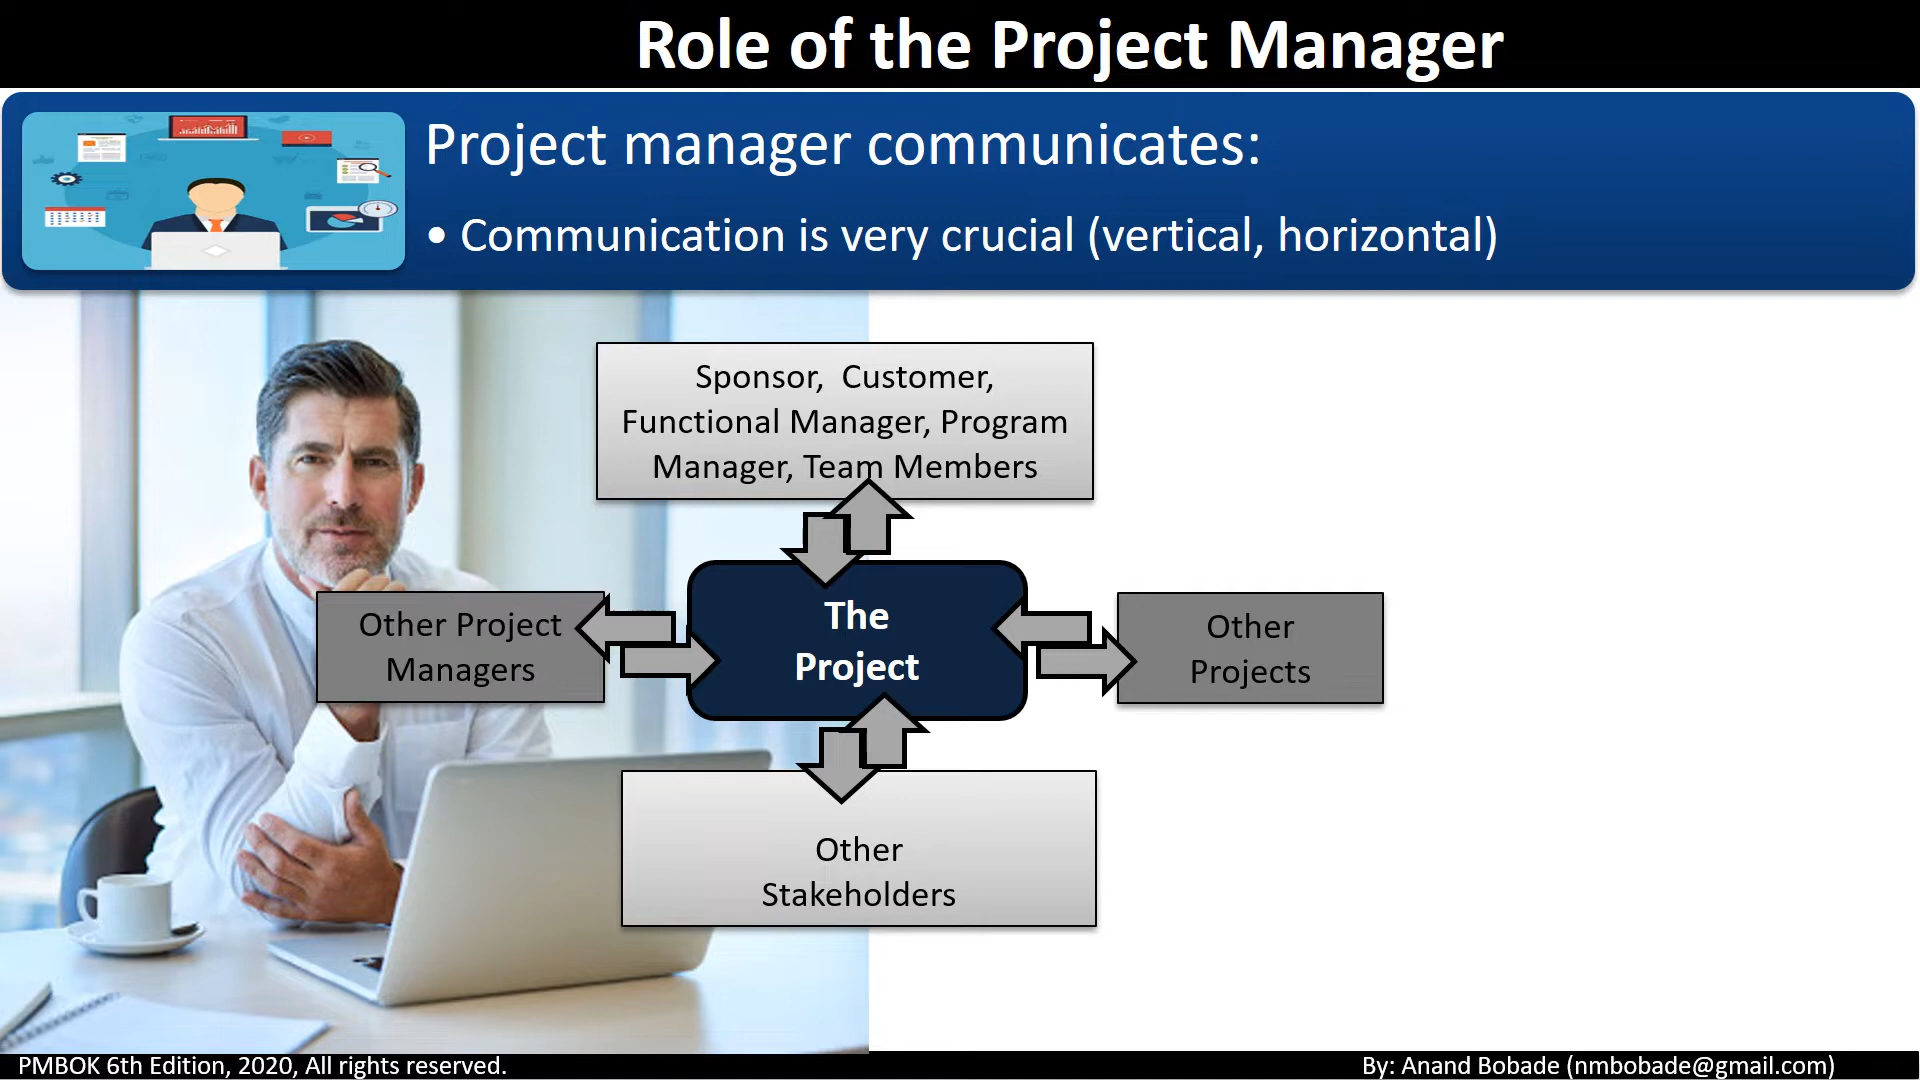 Role of the Project Manager
Project manager communicates:
• Communication is very crucial (vertical, horizontal)
Sponsor, Customer,
Functional Manager, Program
Manager, Team Members
Other Project
Managers
The
Project
Other
Projects
Other
Stakeholders
PMBOK 6th Edition, 2020, All rights reserved.
By: Anand Bobade (nmbobade@gmail.com)